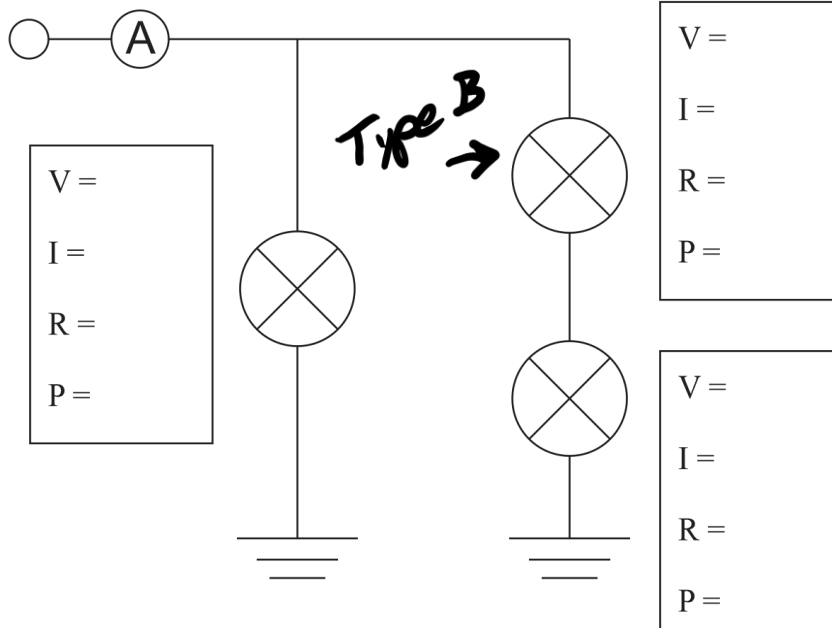 A
Type B
V =
I =
R =
P =
V =
I =
R =
P =
V =
I =
R =
P =